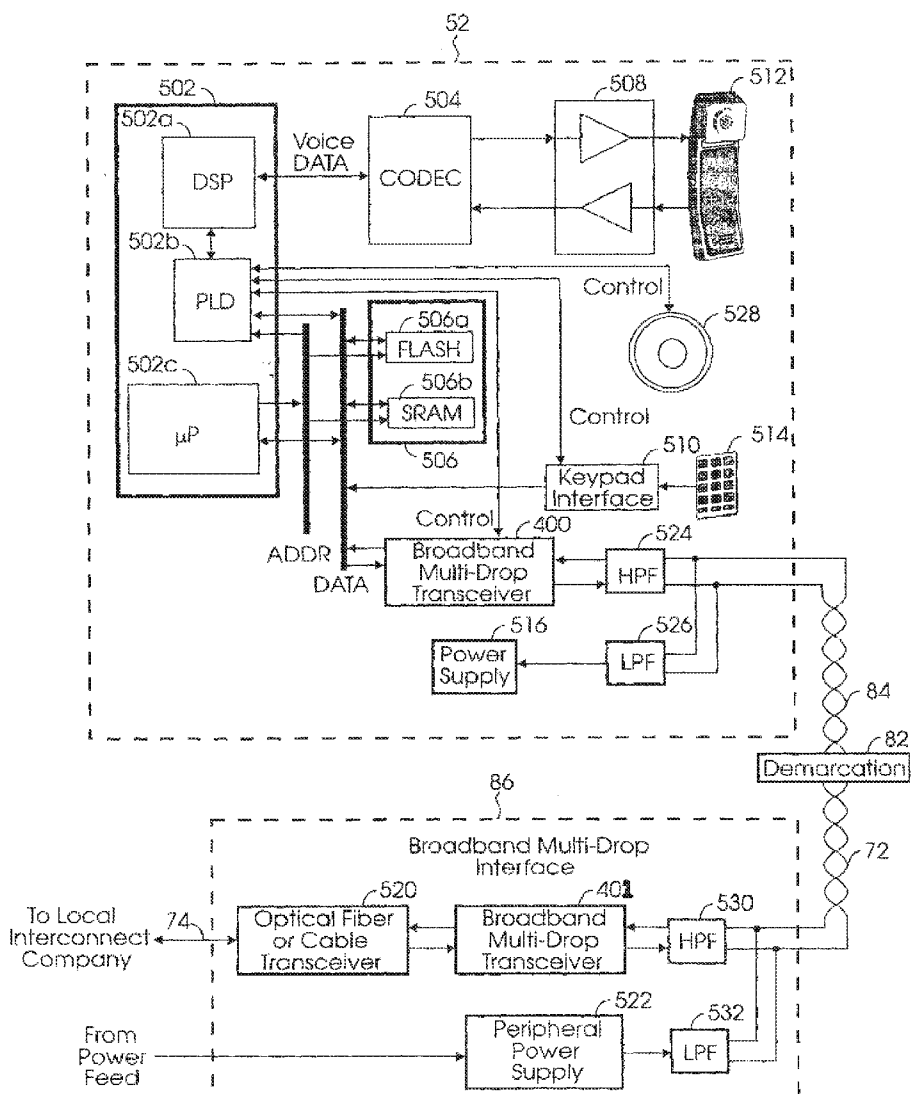 52
502
502a
DSP
Voice
DATA
504
CODEC
508
512
502b
PLD
Control
528
506a
FLASH
506b
SRAM
506
502c
µP
Control
510
Keypad
Interface
514
ADDR
DATA
Control
400
Broadband
Multi-Drop
Transceiver
524
HPF
516
Power
Supply
526
LPF
84
82
Demarcation
72
86
Broadband Multi-Drop
Interface
To Local
Interconnect
Company
74
520
Optical Fiber
or Cable
Transceiver
401
Broadband
Multi-Drop
Transceiver
530
HPF
From
Power
Feed
522
Peripheral
Power
Supply
532
LPF